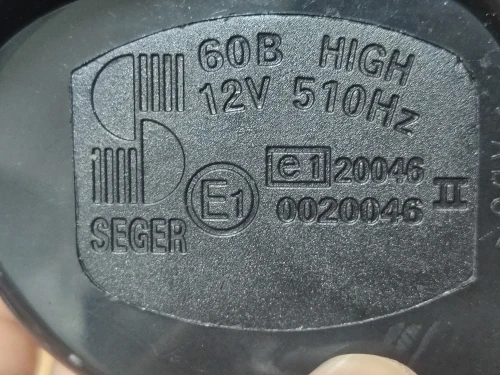 60B HIGH
12V 510Hz
e1 20046
E1 0020046 II
SEGER